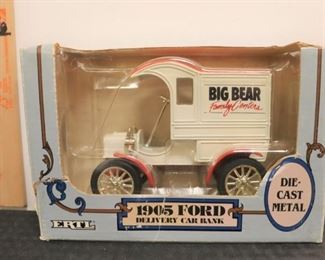 BIG BEAR
Family Centers
DIE-
CAST
METAL
1905 FORD
DELIVERY CAR BANK
ERTL